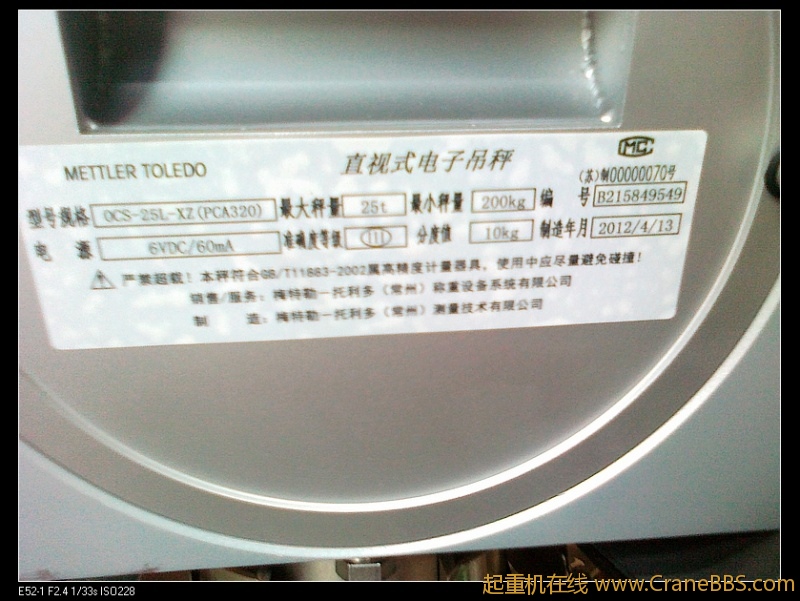 METTLER TOLEDO 直视式电子吊秤 MC
(苏)制00000070号
型号规格 OCS-25L-XZ(PCA320) 最大秤量 25t 最小秤量 200kg 编号 B215849549
电源 6VDC/60mA 准确度等级 III 分度值 10kg 制造年月 2012/4/13
严禁超载！本秤符合GB/T11883-2002属高精度计量器具，使用中应尽量避免碰撞！
销售/服务：梅特勒—托利多（常州）称重设备系统有限公司
制造：梅特勒—托利多（常州）测量技术有限公司
E52-1 F2.4 1/33s ISO228
起重机在线 www.CraneBBS.com